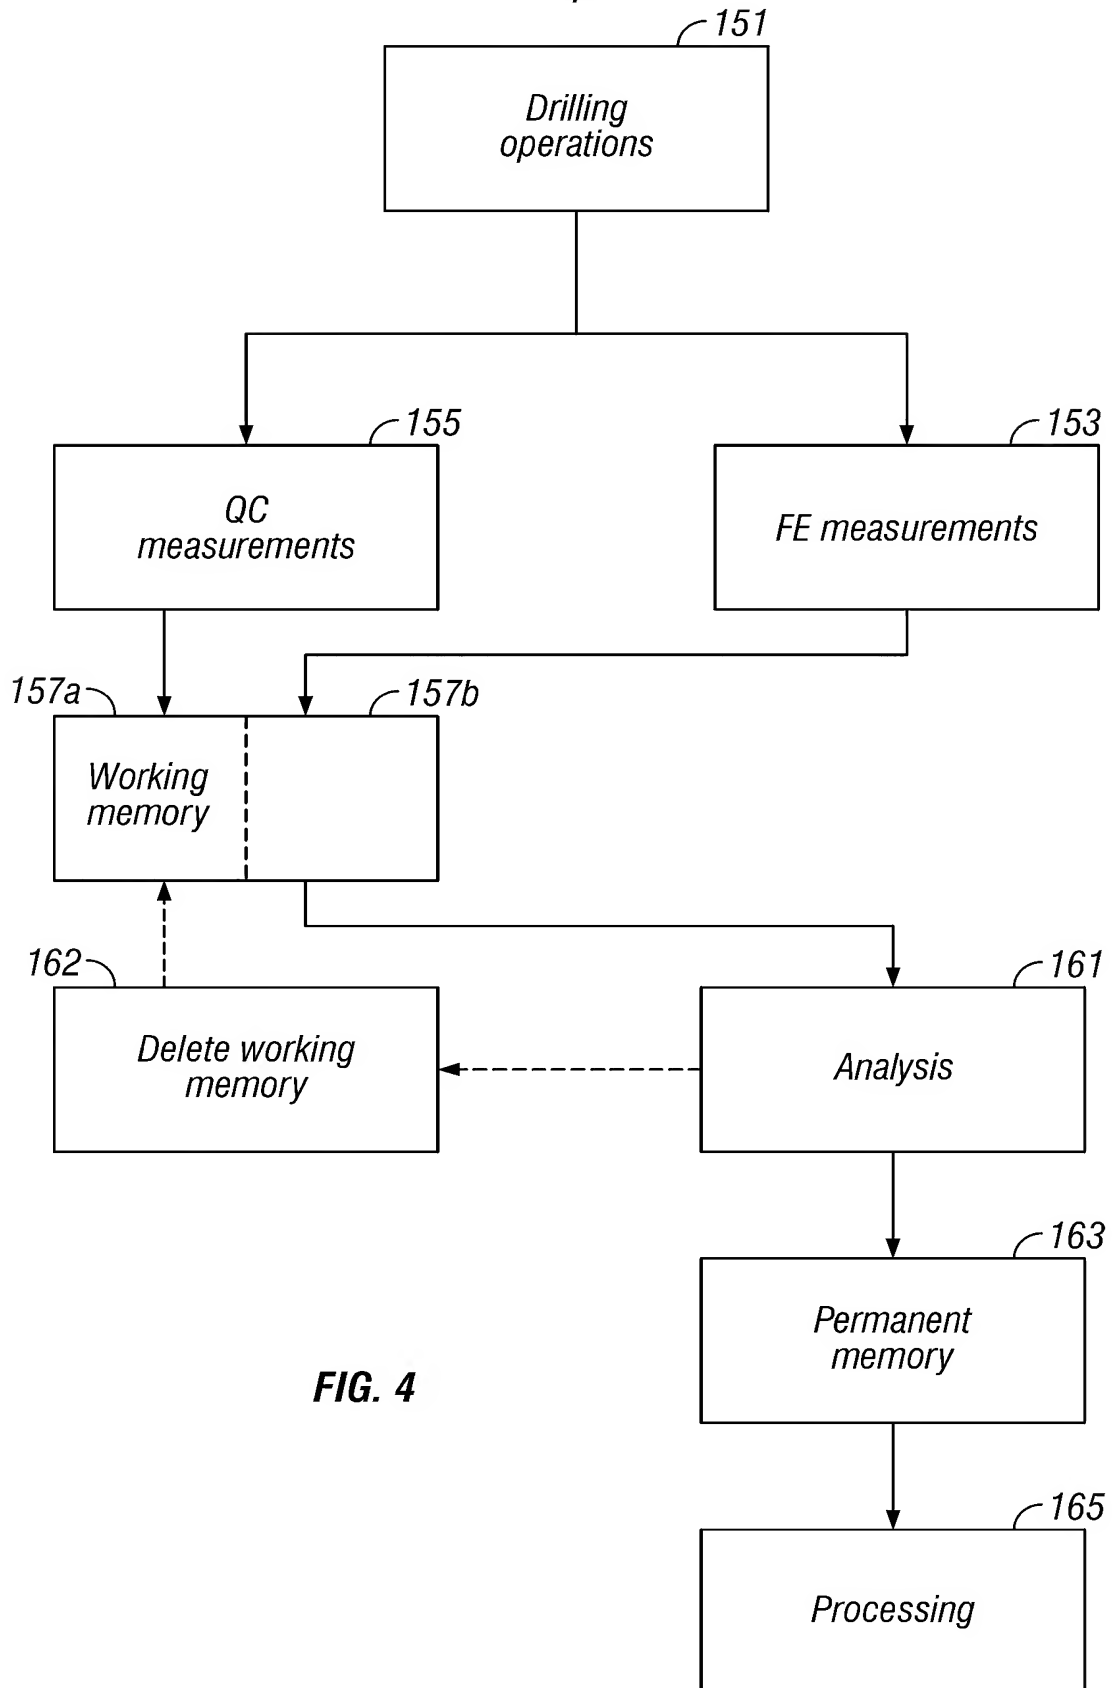 151
Drilling
operations
155
153
QC
measurements
FE measurements
157a
157b
Working
memory
162
161
Delete working
memory
Analysis
163
Permanent
memory
FIG. 4
165
Processing